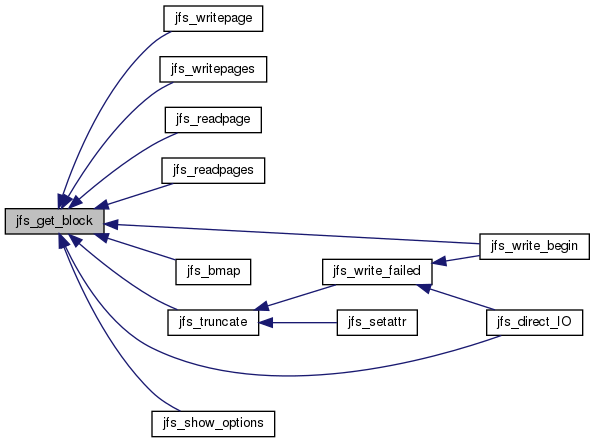 jfs_writepage
jfs_writepages
jfs_readpage
jfs_readpages
jfs_get_block
jfs_write_begin
jfs_bmap
jfs_write_failed
jfs_truncate
jfs_setattr
jfs_direct_IO
jfs_show_options